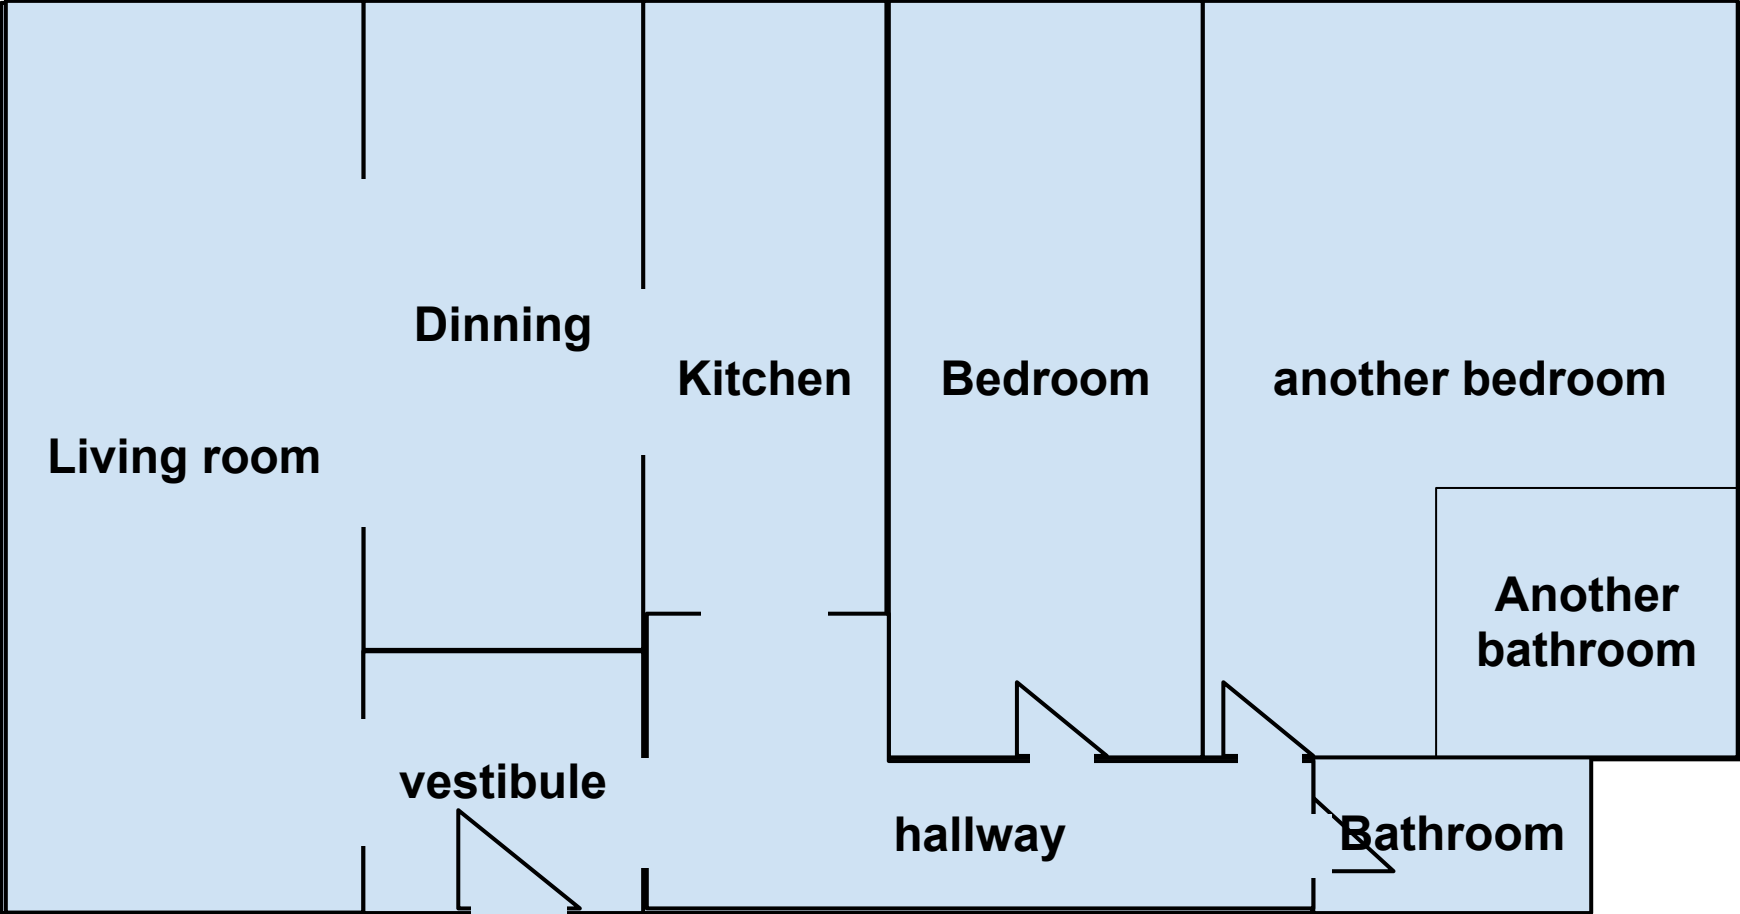 Dinning
Kitchen
Bedroom
another bedroom
Living room
Another
bathroom
vestibule
hallway
Bathroom